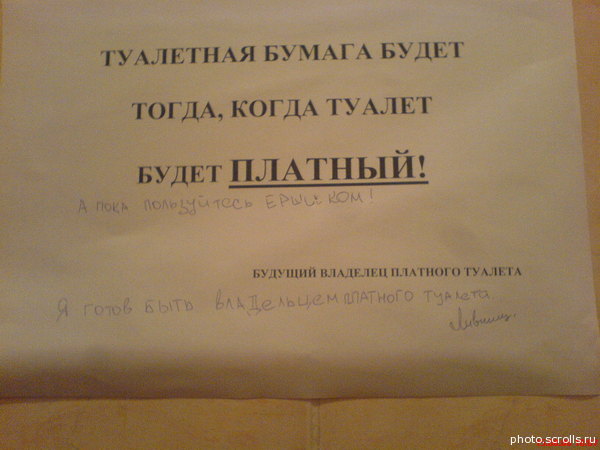 ТУАЛЕТНАЯ БУМАГА БУДЕТ
ТОГДА, КОГДА ТУАЛЕТ
БУДЕТ ПЛАТНЫЙ!
А ПОКА ПОЛЬЗУЙТЕСЬ ЕРШИКОМ!
БУДУЩИЙ ВЛАДЕЛЕЦ ПЛАТНОГО ТУАЛЕТА
Я ГОТОВ БЫТЬ ВЛАДЕЛЬЦЕМ ПЛАТНОГО ТУАЛЕТА
photo.scrolls.ru